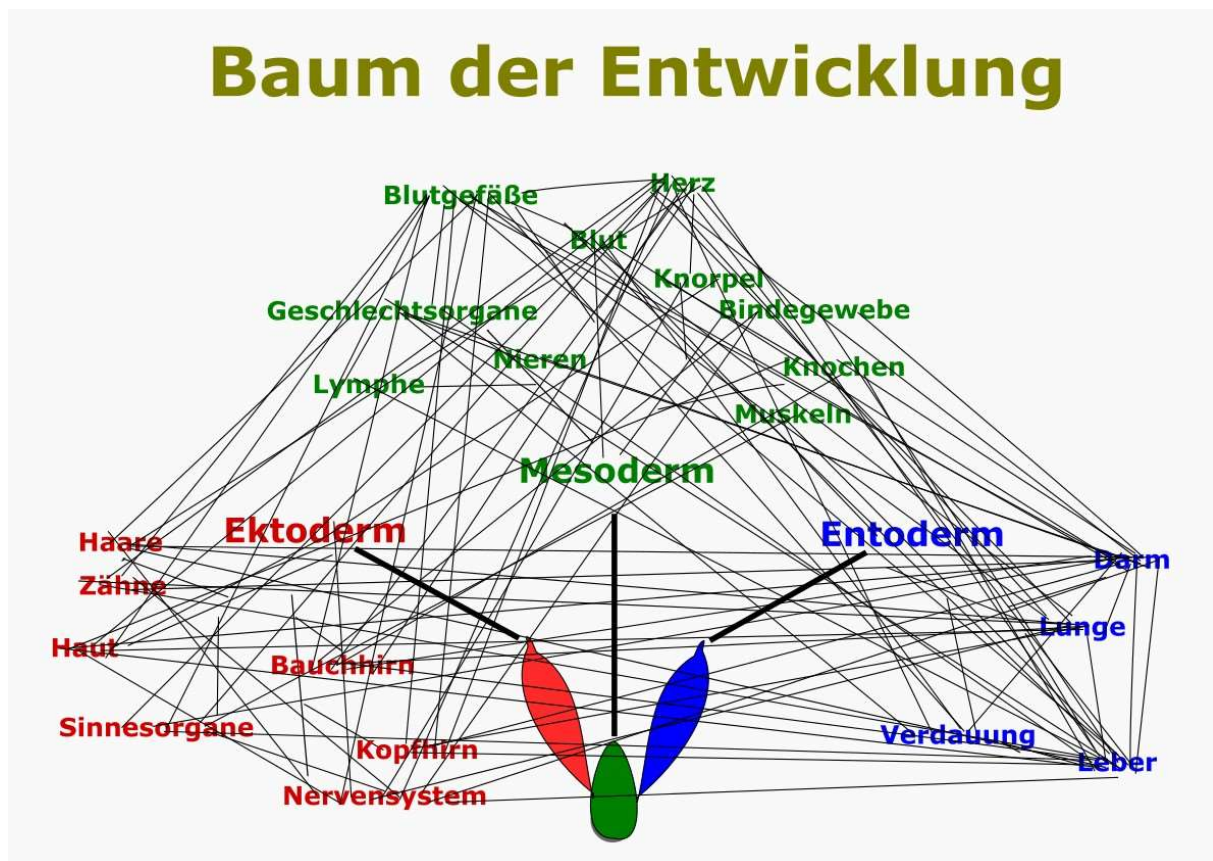 Baum der Entwicklung
Herz
Blutgefäße
Blut
Knorpel
Geschlechtsorgane
Bindegewebe
Nieren
Knochen
Lymphe
Muskeln
Mesoderm
Ektoderm
Entoderm
Haare
Darm
Zähne
Lunge
Haut
Bauchhirn
Sinnesorgane
Verdauung
Kopfhirn
Leber
Nervensystem